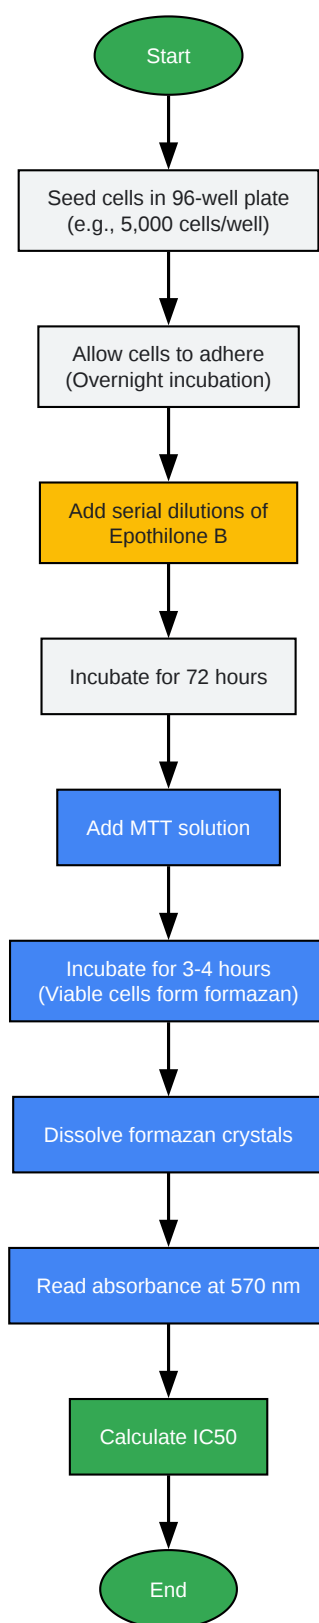 Start
Seed cells in 96-well plate
(e.g., 5,000 cells/well)
Allow cells to adhere
(Overnight incubation)
Add serial dilutions of
Epothilone B
Incubate for 72 hours
Add MTT solution
Incubate for 3-4 hours
(Viable cells form formazan)
Dissolve formazan crystals
Read absorbance at 570 nm
Calculate IC50
End